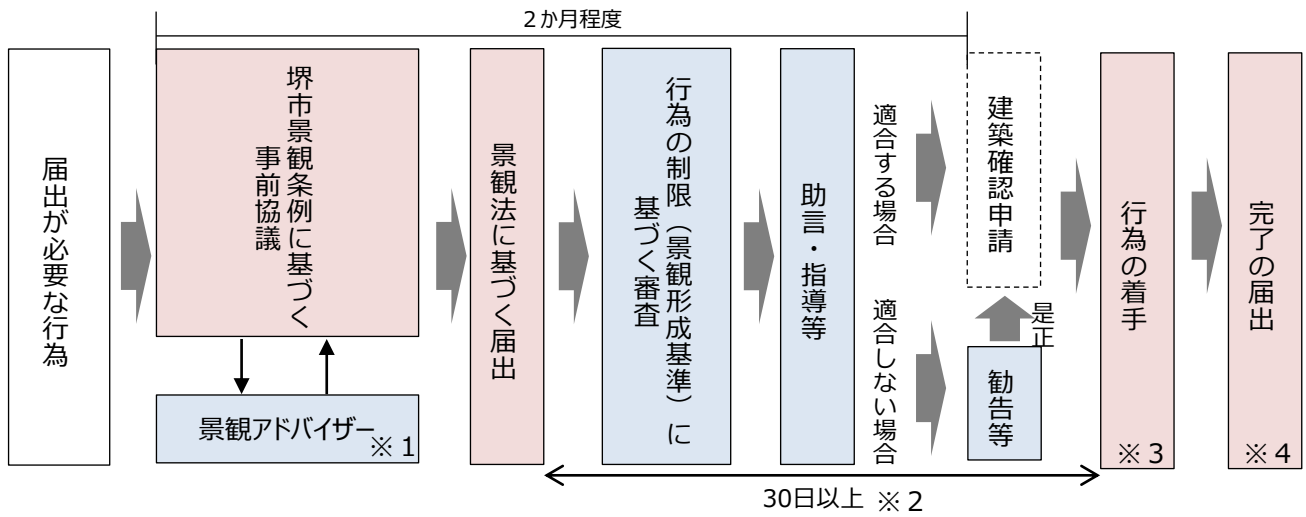 ２か月程度
届出が必要な行為
堺市景観条例に基づく
事前協議
景観アドバイザー
※１
景観法に基づく届出
行為の制限（景観形成基準）に
基づく審査
助言・指導等
適合する場合
適合しない場合
建築確認申請
是正
勧告等
行為の着手
※３
完了の届出
※４
30日以上 ※２